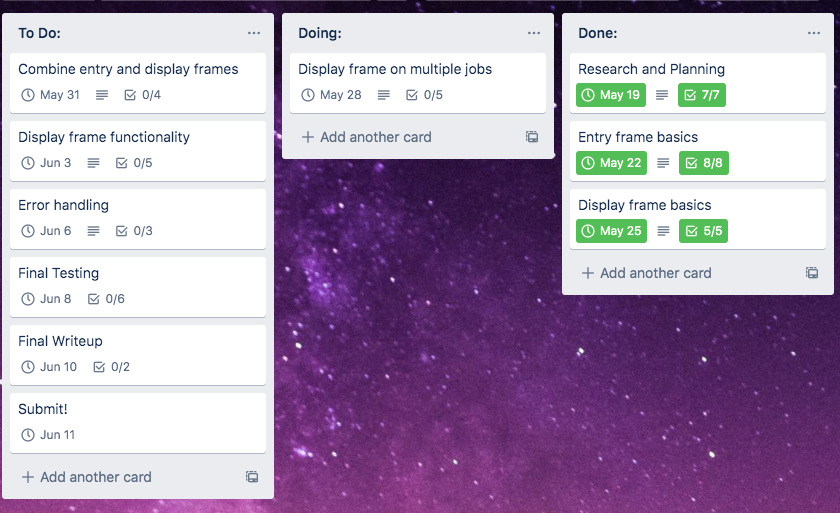 To Do:
Combine entry and display frames
May 31 0/4
Display frame functionality
Jun 3 0/5
Error handling
Jun 6 0/3
Final Testing
Jun 8 0/6
Final Writeup
Jun 10 0/2
Submit!
Jun 11
+ Add another card
Doing:
Display frame on multiple jobs
May 28 0/5
+ Add another card
Done:
Research and Planning
May 19 7/7
Entry frame basics
May 22 8/8
Display frame basics
May 25 5/5
+ Add another card